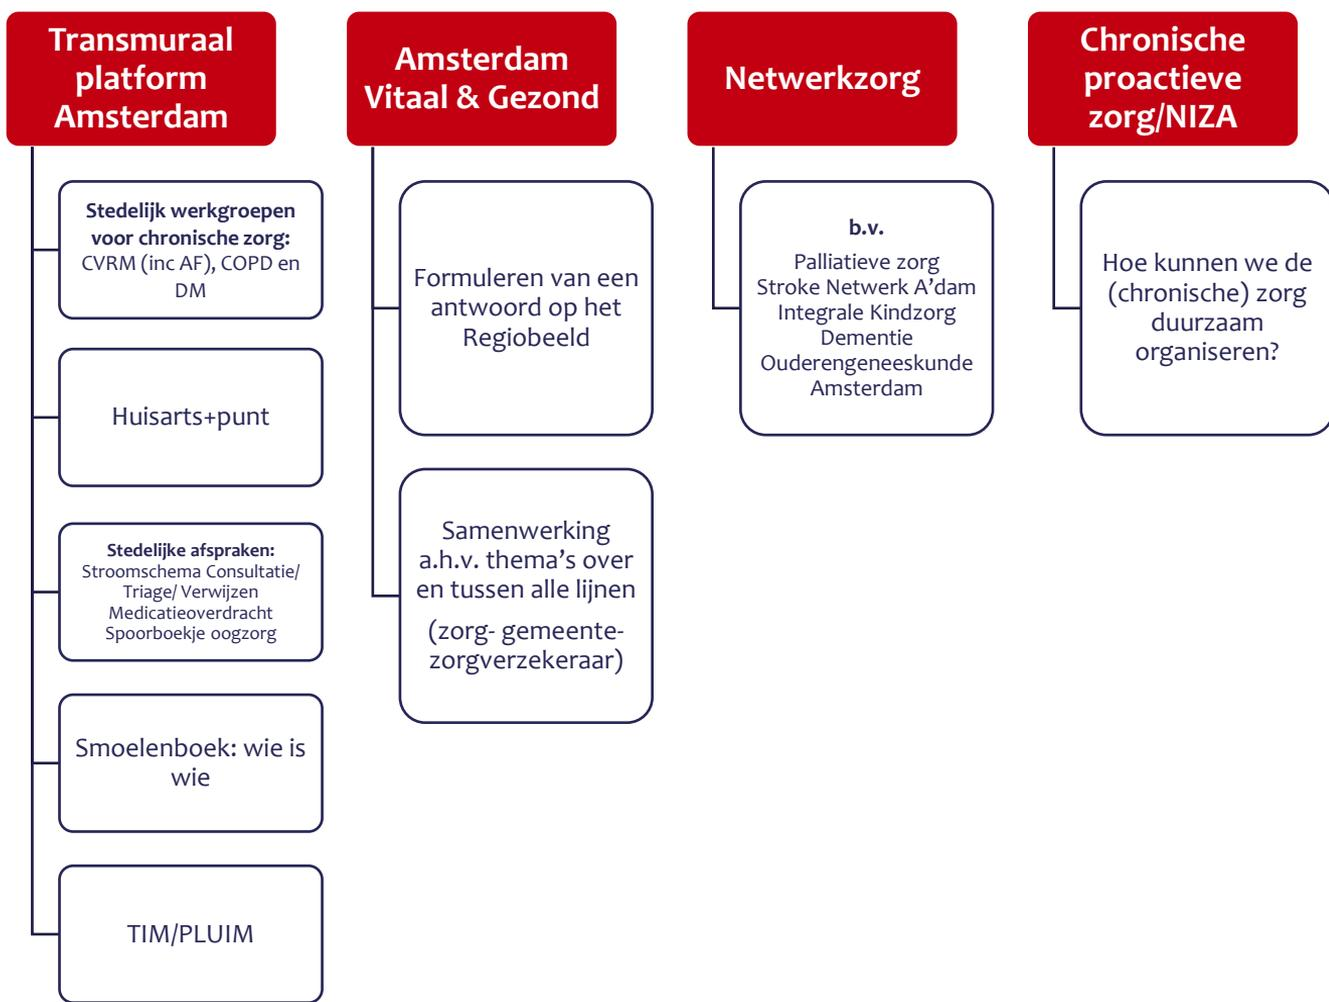 Transmuraal
platform
Amsterdam
Stedelijk werkgroepen
voor chronische zorg:
CVRM (inc AF), COPD en
DM
Huisarts+punt
Stedelijke afspraken:
Stroomschema Consultatie/
Triage/ Verwijzen
Medicatieoverdracht
Spoorboekje oogzorg
Smoelenboek: wie is
wie
TIM/PLUIM
Amsterdam
Vitaal & Gezond
Formuleren van een
antwoord op het
Regiobeeld
Samenwerking
a.h.v. thema’s over
en tussen alle lijnen
(zorg- gemeente-
zorgverzekeraar)
Netwerkzorg
b.v.
Palliatieve zorg
Stroke Netwerk A’dam
Integrale Kindzorg
Dementie
Ouderengeneeskunde
Amsterdam
Chronische
proactieve
zorg/NIZA
Hoe kunnen we de
(chronische) zorg
duurzaam
organiseren?